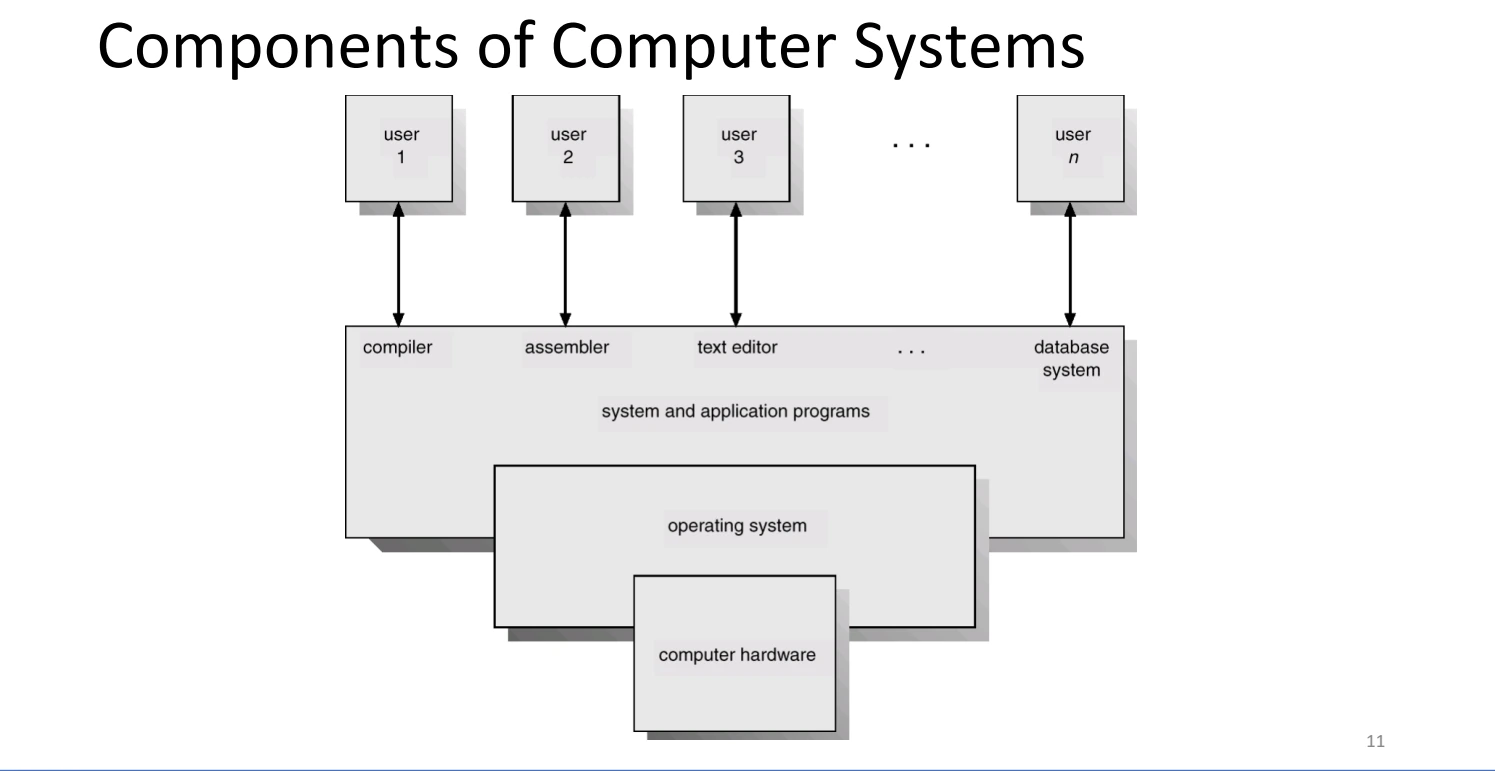 Components of Computer Systems
user
1
user
2
user
3
. . .
user
n
compiler
assembler
text editor
. . .
database
system
system and application programs
operating system
computer hardware
11